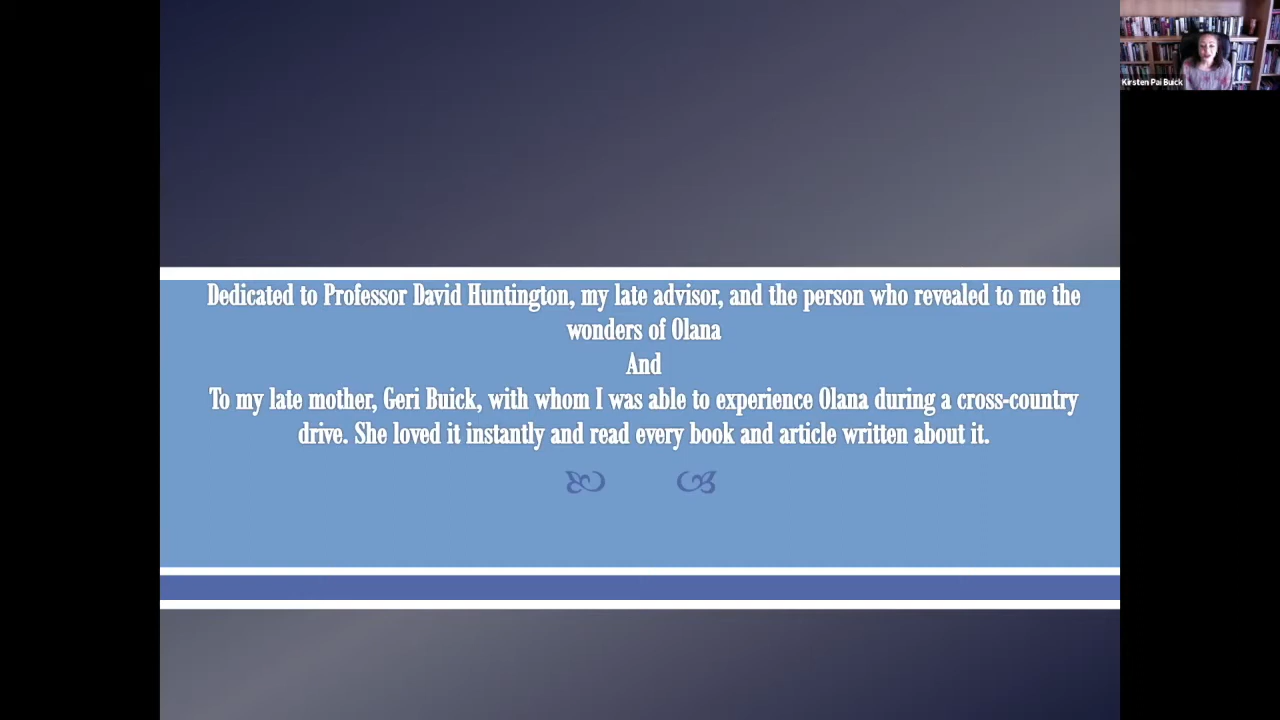 Kirsten Pai Buick
Dedicated to Professor David Huntington, my late advisor, and the person who revealed to me the
wonders of Olana
And
To my late mother, Geri Buick, with whom I was able to experience Olana during a cross-country
drive. She loved it instantly and read every book and article written about it.